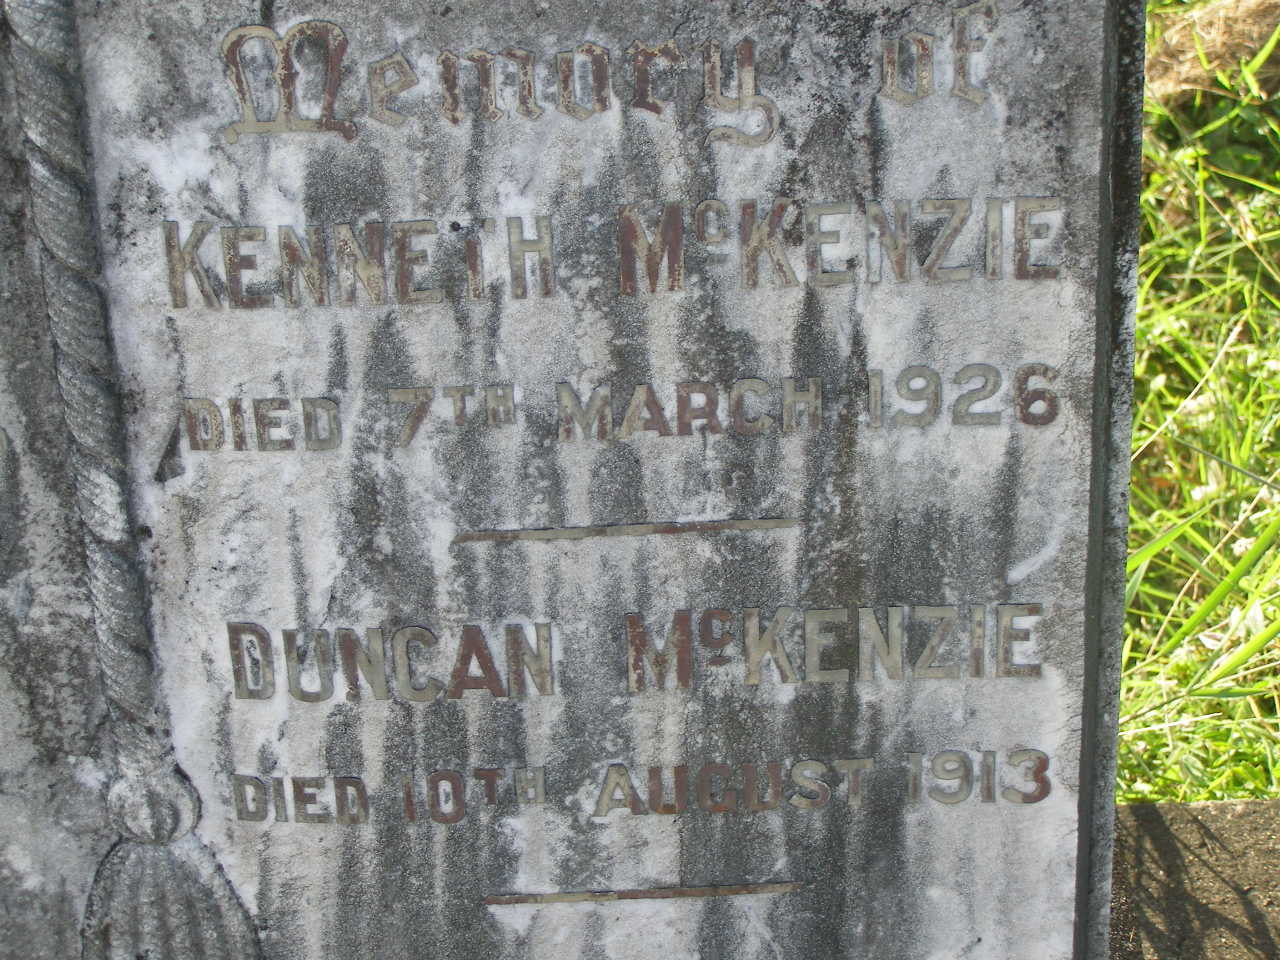 Memory of
KENNETH McKENZIE
DIED 7TH MARCH 1926
DUNCAN McKENZIE
DIED 10TH AUGUST 1913